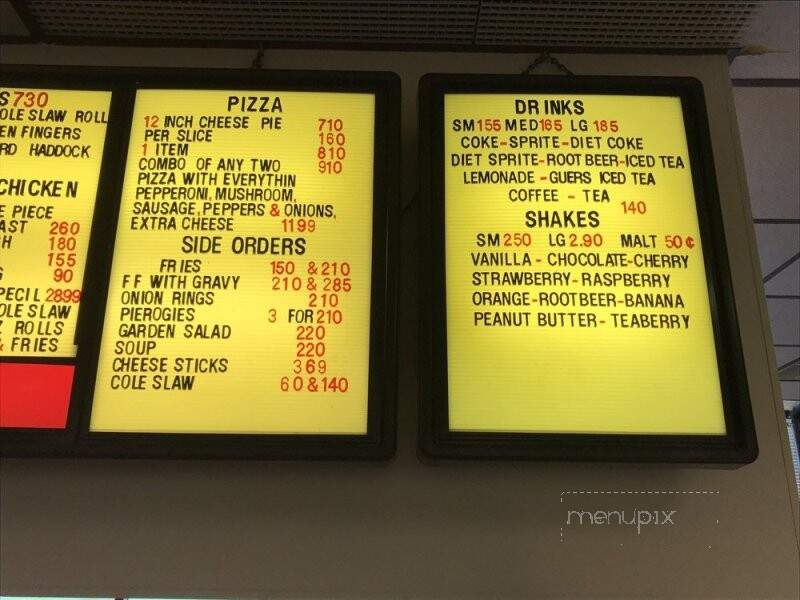 S 730
OLE SLAW ROLL
EN FINGERS
RD HADDOCK
CHICKEN
E PIECE
AST 260
H 180
155
G 90
PECIL 2899
OLE SLAW
ROLLS
& FRIES
PIZZA
12 INCH CHEESE PIE 710
PER SLICE 160
1 ITEM 810
COMBO OF ANY TWO 910
PIZZA WITH EVERYTHIN
PEPPERONI, MUSHROOM,
SAUSAGE, PEPPERS & ONIONS,
EXTRA CHEESE 1199
SIDE ORDERS
FRIES 150 & 210
FF WITH GRAVY 210 & 285
ONION RINGS 210
PIEROGIES 3 FOR 210
GARDEN SALAD 220
SOUP 220
CHEESE STICKS 369
COLE SLAW 60 & 140
DRINKS
SM 155 MED 165 LG 185
COKE-SPRITE-DIET COKE
DIET SPRITE-ROOT BEER-ICED TEA
LEMONADE - GUERS ICED TEA
COFFEE - TEA 140
SHAKES
SM 250 LG 2.90 MALT 50¢
VANILLA - CHOCOLATE-CHERRY
STRAWBERRY - RASPBERRY
ORANGE-ROOTBEER-BANANA
PEANUT BUTTER - TEABERRY
menupix